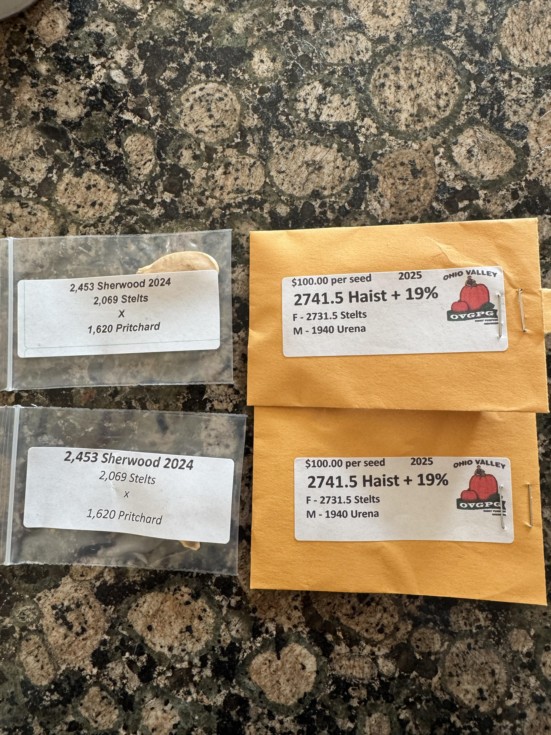 2,453 Sherwood 2024
2,069 Stelts
X
1,620 Pritchard
2,453 Sherwood 2024
2,069 Stelts
x
1,620 Pritchard
$100.00 per seed 2025
2741.5 Haist + 19%
F - 2731.5 Stelts
M - 1940 Urena
OHIO VALLEY
OVGPG
$100.00 per seed 2025
2741.5 Haist + 19%
F - 2731.5 Stelts
M - 1940 Urena
OHIO VALLEY
OVGPG